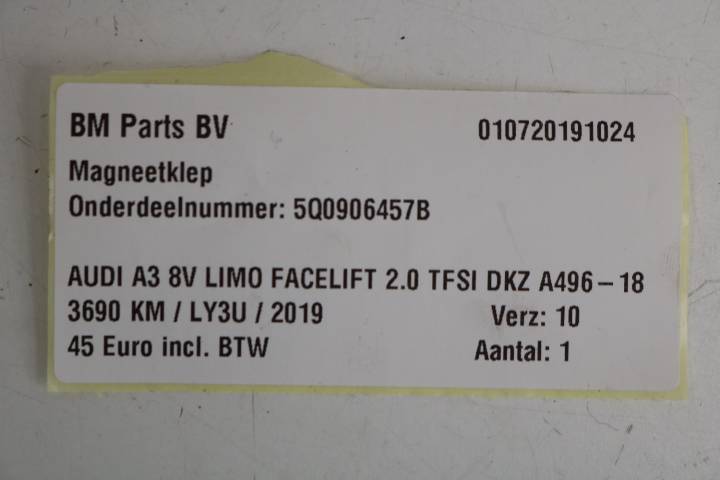 BM Parts BV 010720191024
Magneetklep
Onderdeelnummer: 5Q0906457B
AUDI A3 8V LIMO FACELIFT 2.0 TFSI DKZ A496-18
3690 KM / LY3U / 2019 Verz: 10
45 Euro incl. BTW Aantal: 1